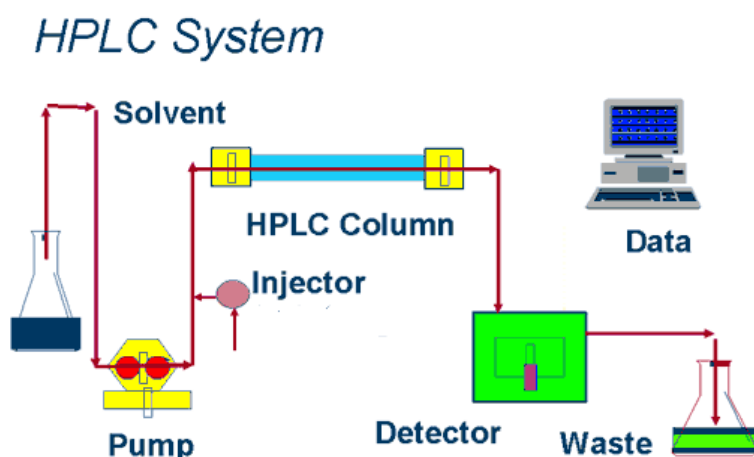 HPLC System
Solvent
HPLC Column
Data
Injector
Pump
Detector
Waste